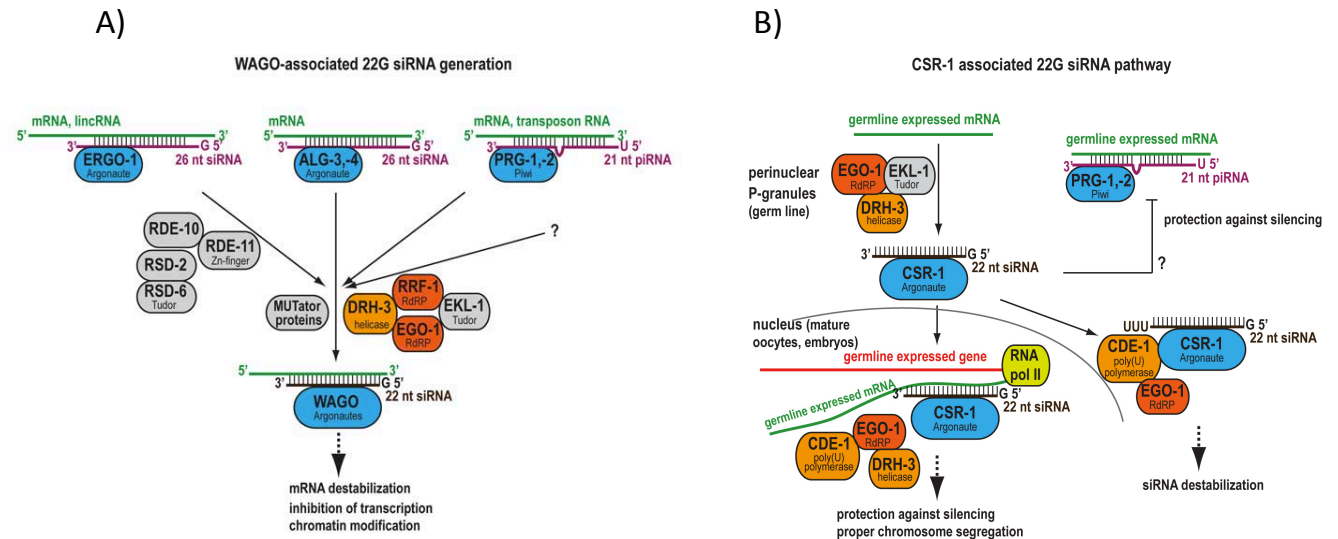 A)
WAGO-associated 22G siRNA generation
mRNA, lincRNA
5’ 3’
3’ G 5’
26 nt siRNA
ERGO-1
Argonaute
mRNA
5’ 3’
3’ G 5’
26 nt siRNA
ALG-3,-4
Argonaute
mRNA, transposon RNA
5’ 3’
3’ U 5’
21 nt piRNA
PRG-1,-2
Piwi
?
RDE-10
RDE-11
Zn-finger
RSD-2
RSD-6
Tudor
MUTator
proteins
DRH-3
helicase
RRF-1
RdRP
EGO-1
RdRP
EKL-1
Tudor
5’ 3’
3’ G 5’
22 nt siRNA
WAGO
Argonautes
mRNA destabilization
inhibition of transcription
chromatin modification
B)
CSR-1 associated 22G siRNA pathway
germline expressed mRNA
perinuclear
P-granules
(germ line)
EGO-1
RdRP
EKL-1
Tudor
DRH-3
helicase
germline expressed mRNA
3’ U 5’
21 nt piRNA
PRG-1,-2
Piwi
protection against silencing
?
3’ G 5’
22 nt siRNA
CSR-1
Argonaute
nucleus (mature
oocytes, embryos)
germline expressed gene
RNA
pol II
germline expressed mRNA
3’ G 5’
22 nt siRNA
CSR-1
Argonaute
EGO-1
RdRP
CDE-1
poly(U)
polymerase
DRH-3
helicase
protection against silencing
proper chromosome segregation
UUU G 5’
22 nt siRNA
CSR-1
Argonaute
CDE-1
poly(U)
polymerase
EGO-1
RdRP
siRNA destabilization